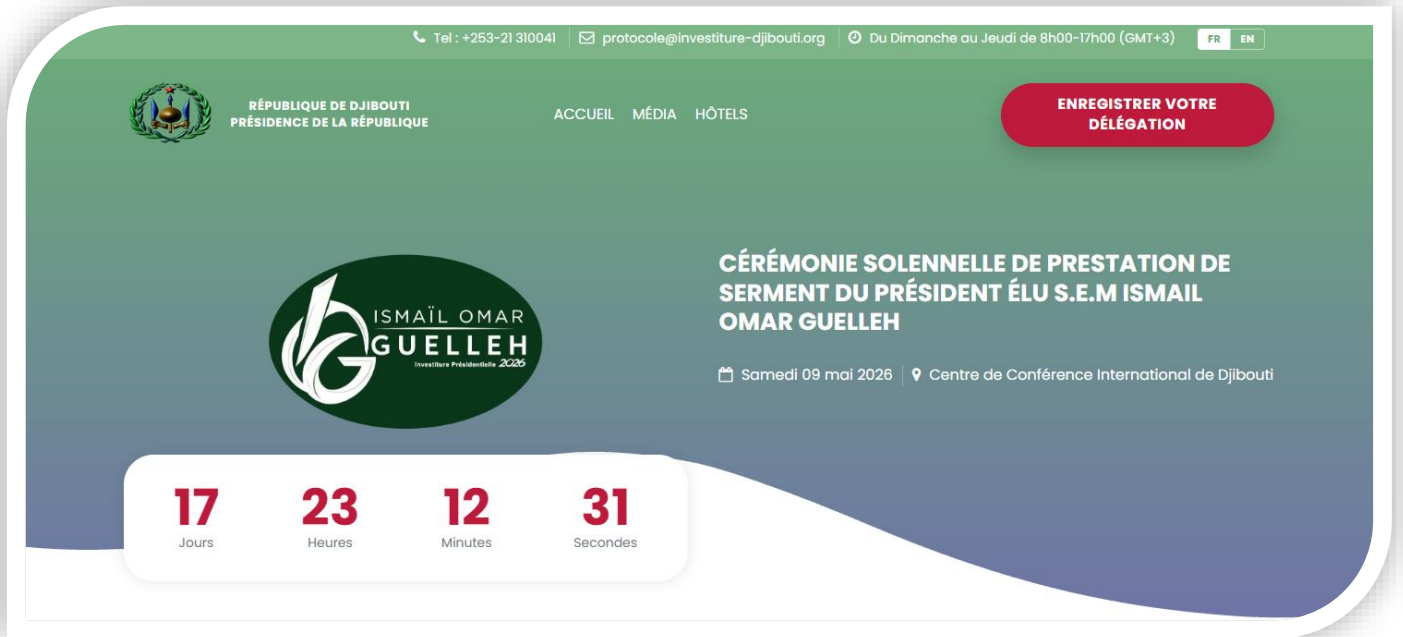 Tel : +253-21 310041 protocole@investiture-djibouti.org Du Dimanche au Jeudi de 8h00-17h00 (GMT+3) FR EN
RÉPUBLIQUE DE DJIBOUTI
PRÉSIDENCE DE LA RÉPUBLIQUE
ACCUEIL MÉDIA HÔTELS
ENREGISTRER VOTRE
DÉLÉGATION
ISMAÏL OMAR
GUELLEH
Investiture Présidentielle 2026
CÉRÉMONIE SOLENNELLE DE PRESTATION DE
SERMENT DU PRÉSIDENT ÉLU S.E.M ISMAIL
OMAR GUELLEH
Samedi 09 mai 2026 Centre de Conférence International de Djibouti
17 23 12 31
Jours Heures Minutes Secondes